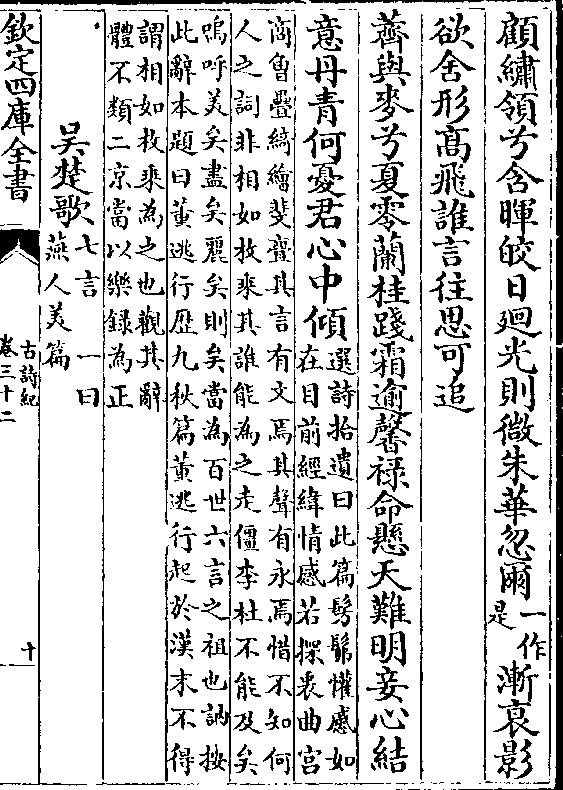 顧繡領兮含暉皎日廻光則微朱華忽爾一作是漸衰影
欲舍形髙飛誰言往思可追
薺與麥兮夏零蘭桂踐霜逾馨祿命懸天難明妾心結
意丹青何憂君心中傾選詩拾遺曰此篇髣髴懽感如在目前經緯情感若探衷曲宫
商魯疊綺繪斐亹其言有文焉其聲有永焉惜不知何
人之詞非相如枚乘其誰能為之走僵李杜不能及矣
嗚呼美矣盡矣麗矣則矣當為百世六言之祖也訥按
此辭本題曰董逃行歴九秋篇董逃行起於漢末不得
謂相如枚乘為之也觀其辭
體不類二京當以樂錄為正
吴楚歌七言 一曰燕人美篇
欽定四庫全書
古詩紀
卷三十二
十